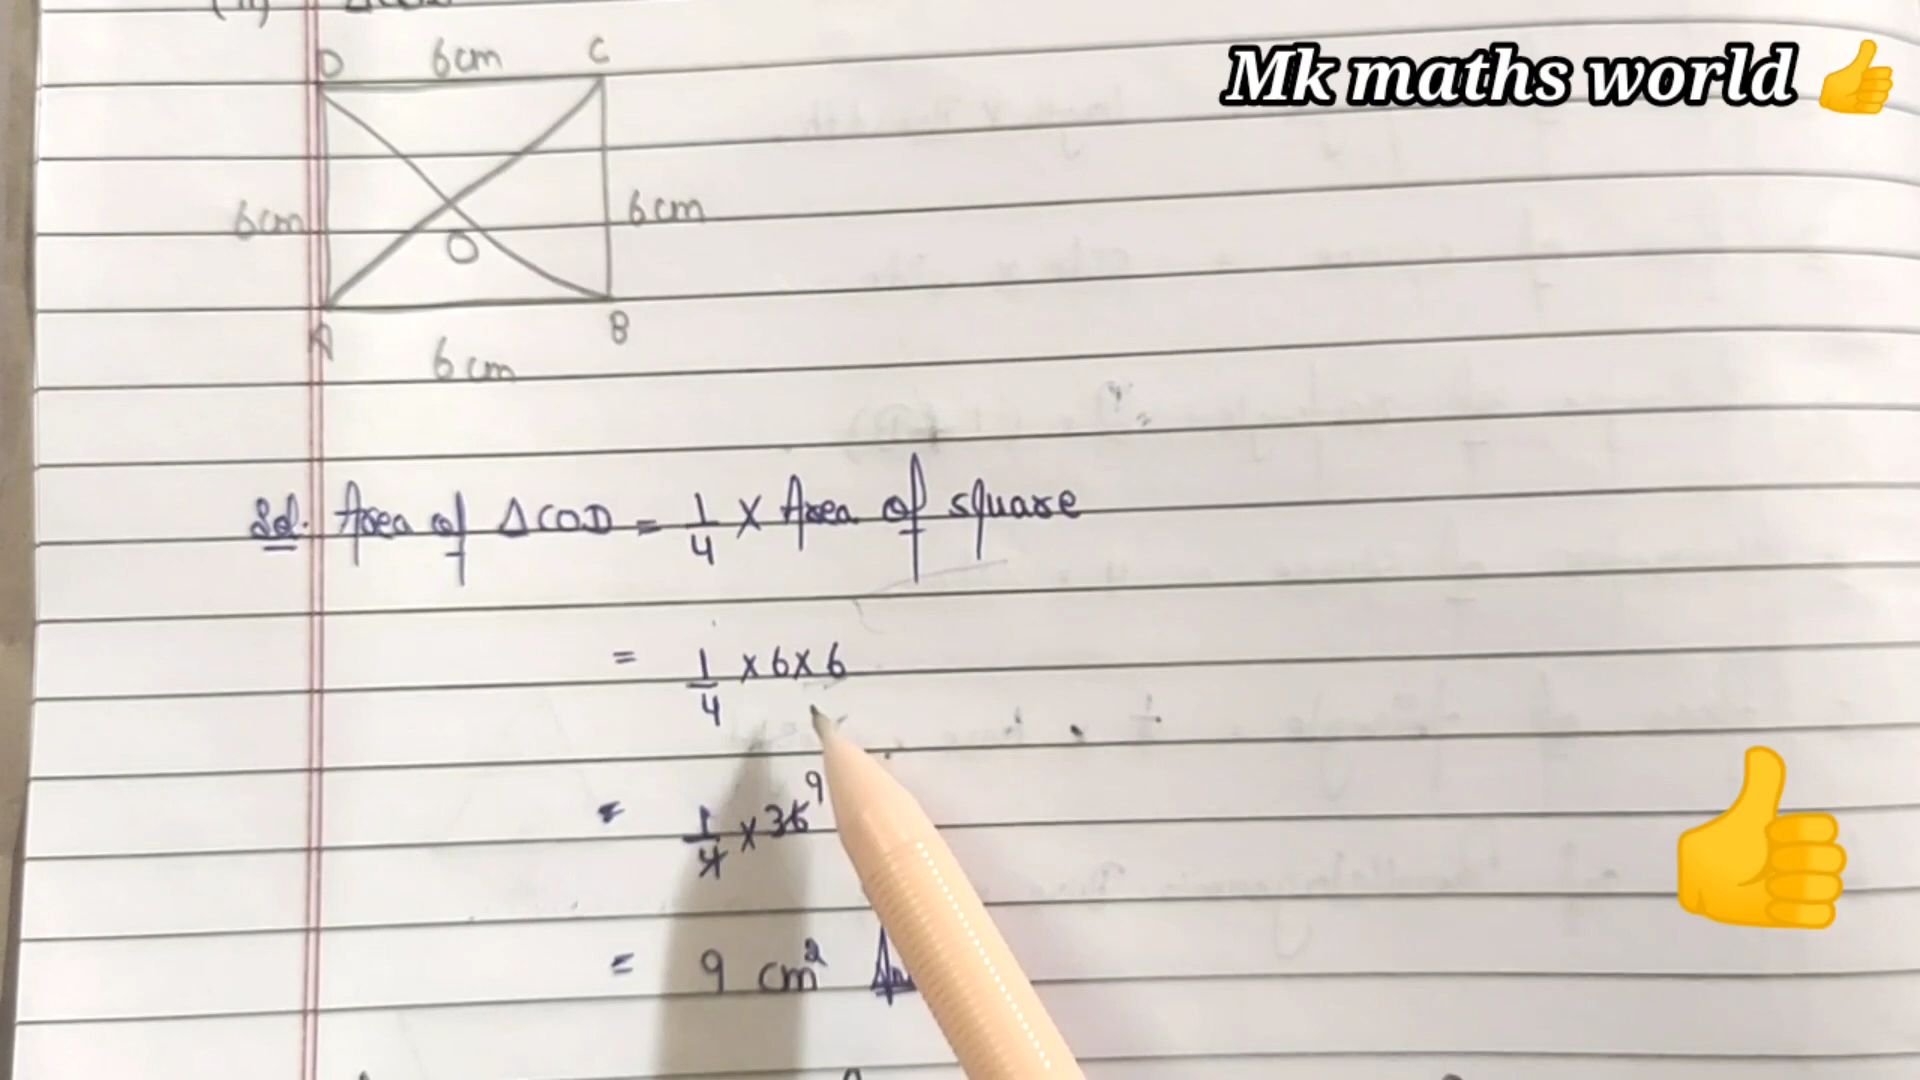 Mk maths world 👍
(ii)
D 6cm C
6cm 6cm
O
A B
6cm
Sol. Area of ΔCOD = 1/4 × Area of square
= 1/4 × 6 × 6
= 1/4 × 36 9
= 9 cm²